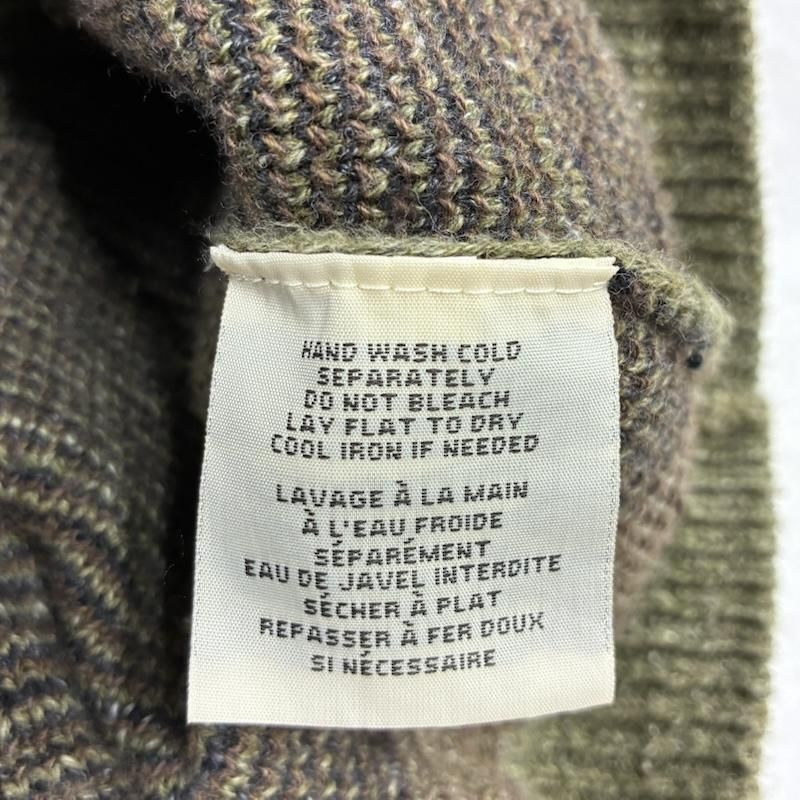 HAND WASH COLD
SEPARATELY
DO NOT BLEACH
LAY FLAT TO DRY
COOL IRON IF NEEDED
LAVAGE À LA MAIN
À L'EAU FROIDE
SÉPARÉMENT
EAU DE JAVEL INTERDITE
SÉCHER À PLAT
REPASSER À FER DOUX
SI NÉCESSAIRE